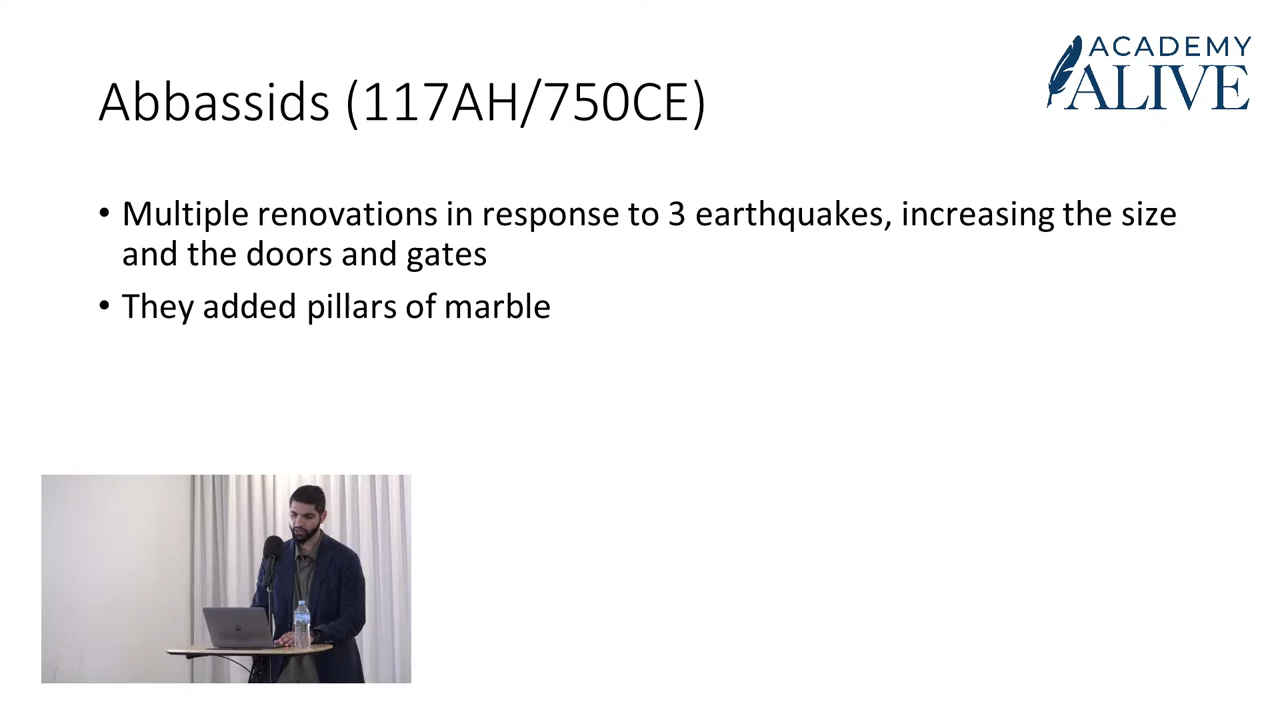 ACADEMY
ALIVE
Abbassids (117AH/750CE)
• Multiple renovations in response to 3 earthquakes, increasing the size
and the doors and gates
• They added pillars of marble